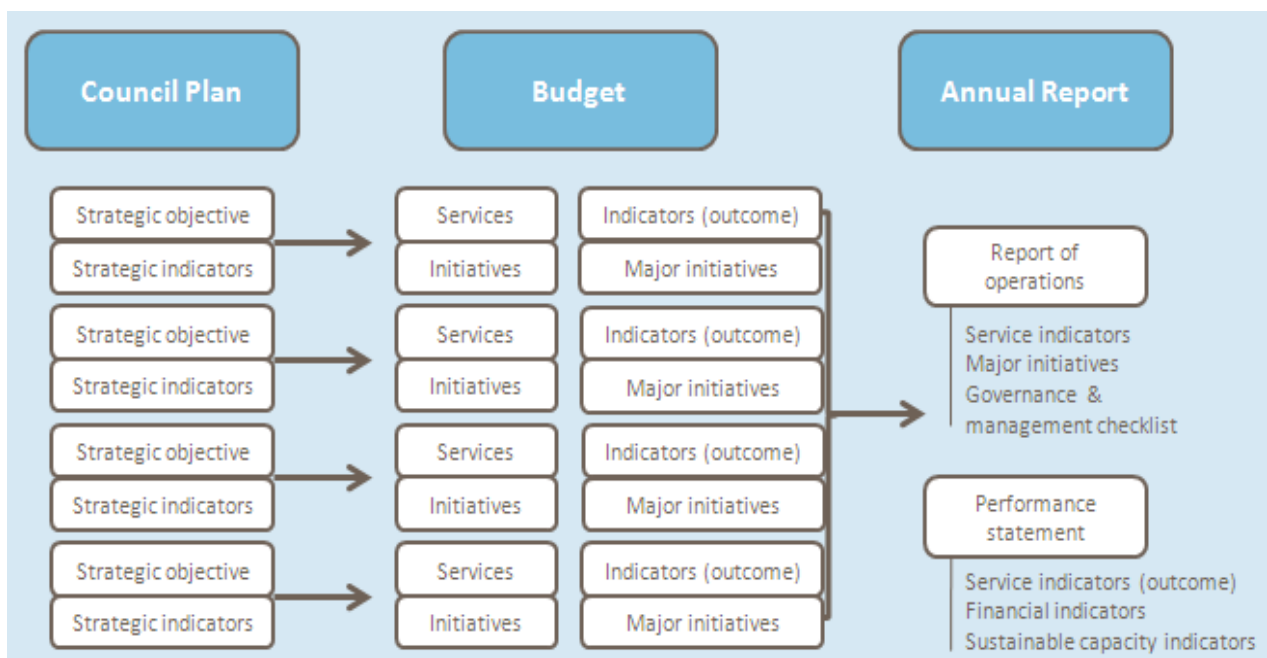 Council Plan
Budget
Annual Report
Strategic objective
Strategic indicators
Services
Initiatives
Indicators (outcome)
Major initiatives
Strategic objective
Strategic indicators
Services
Initiatives
Indicators (outcome)
Major initiatives
Strategic objective
Strategic indicators
Services
Initiatives
Indicators (outcome)
Major initiatives
Strategic objective
Strategic indicators
Services
Initiatives
Indicators (outcome)
Major initiatives
Report of
operations
Service indicators
Major initiatives
Governance &
management checklist
Performance
statement
Service indicators (outcome)
Financial indicators
Sustainable capacity indicators